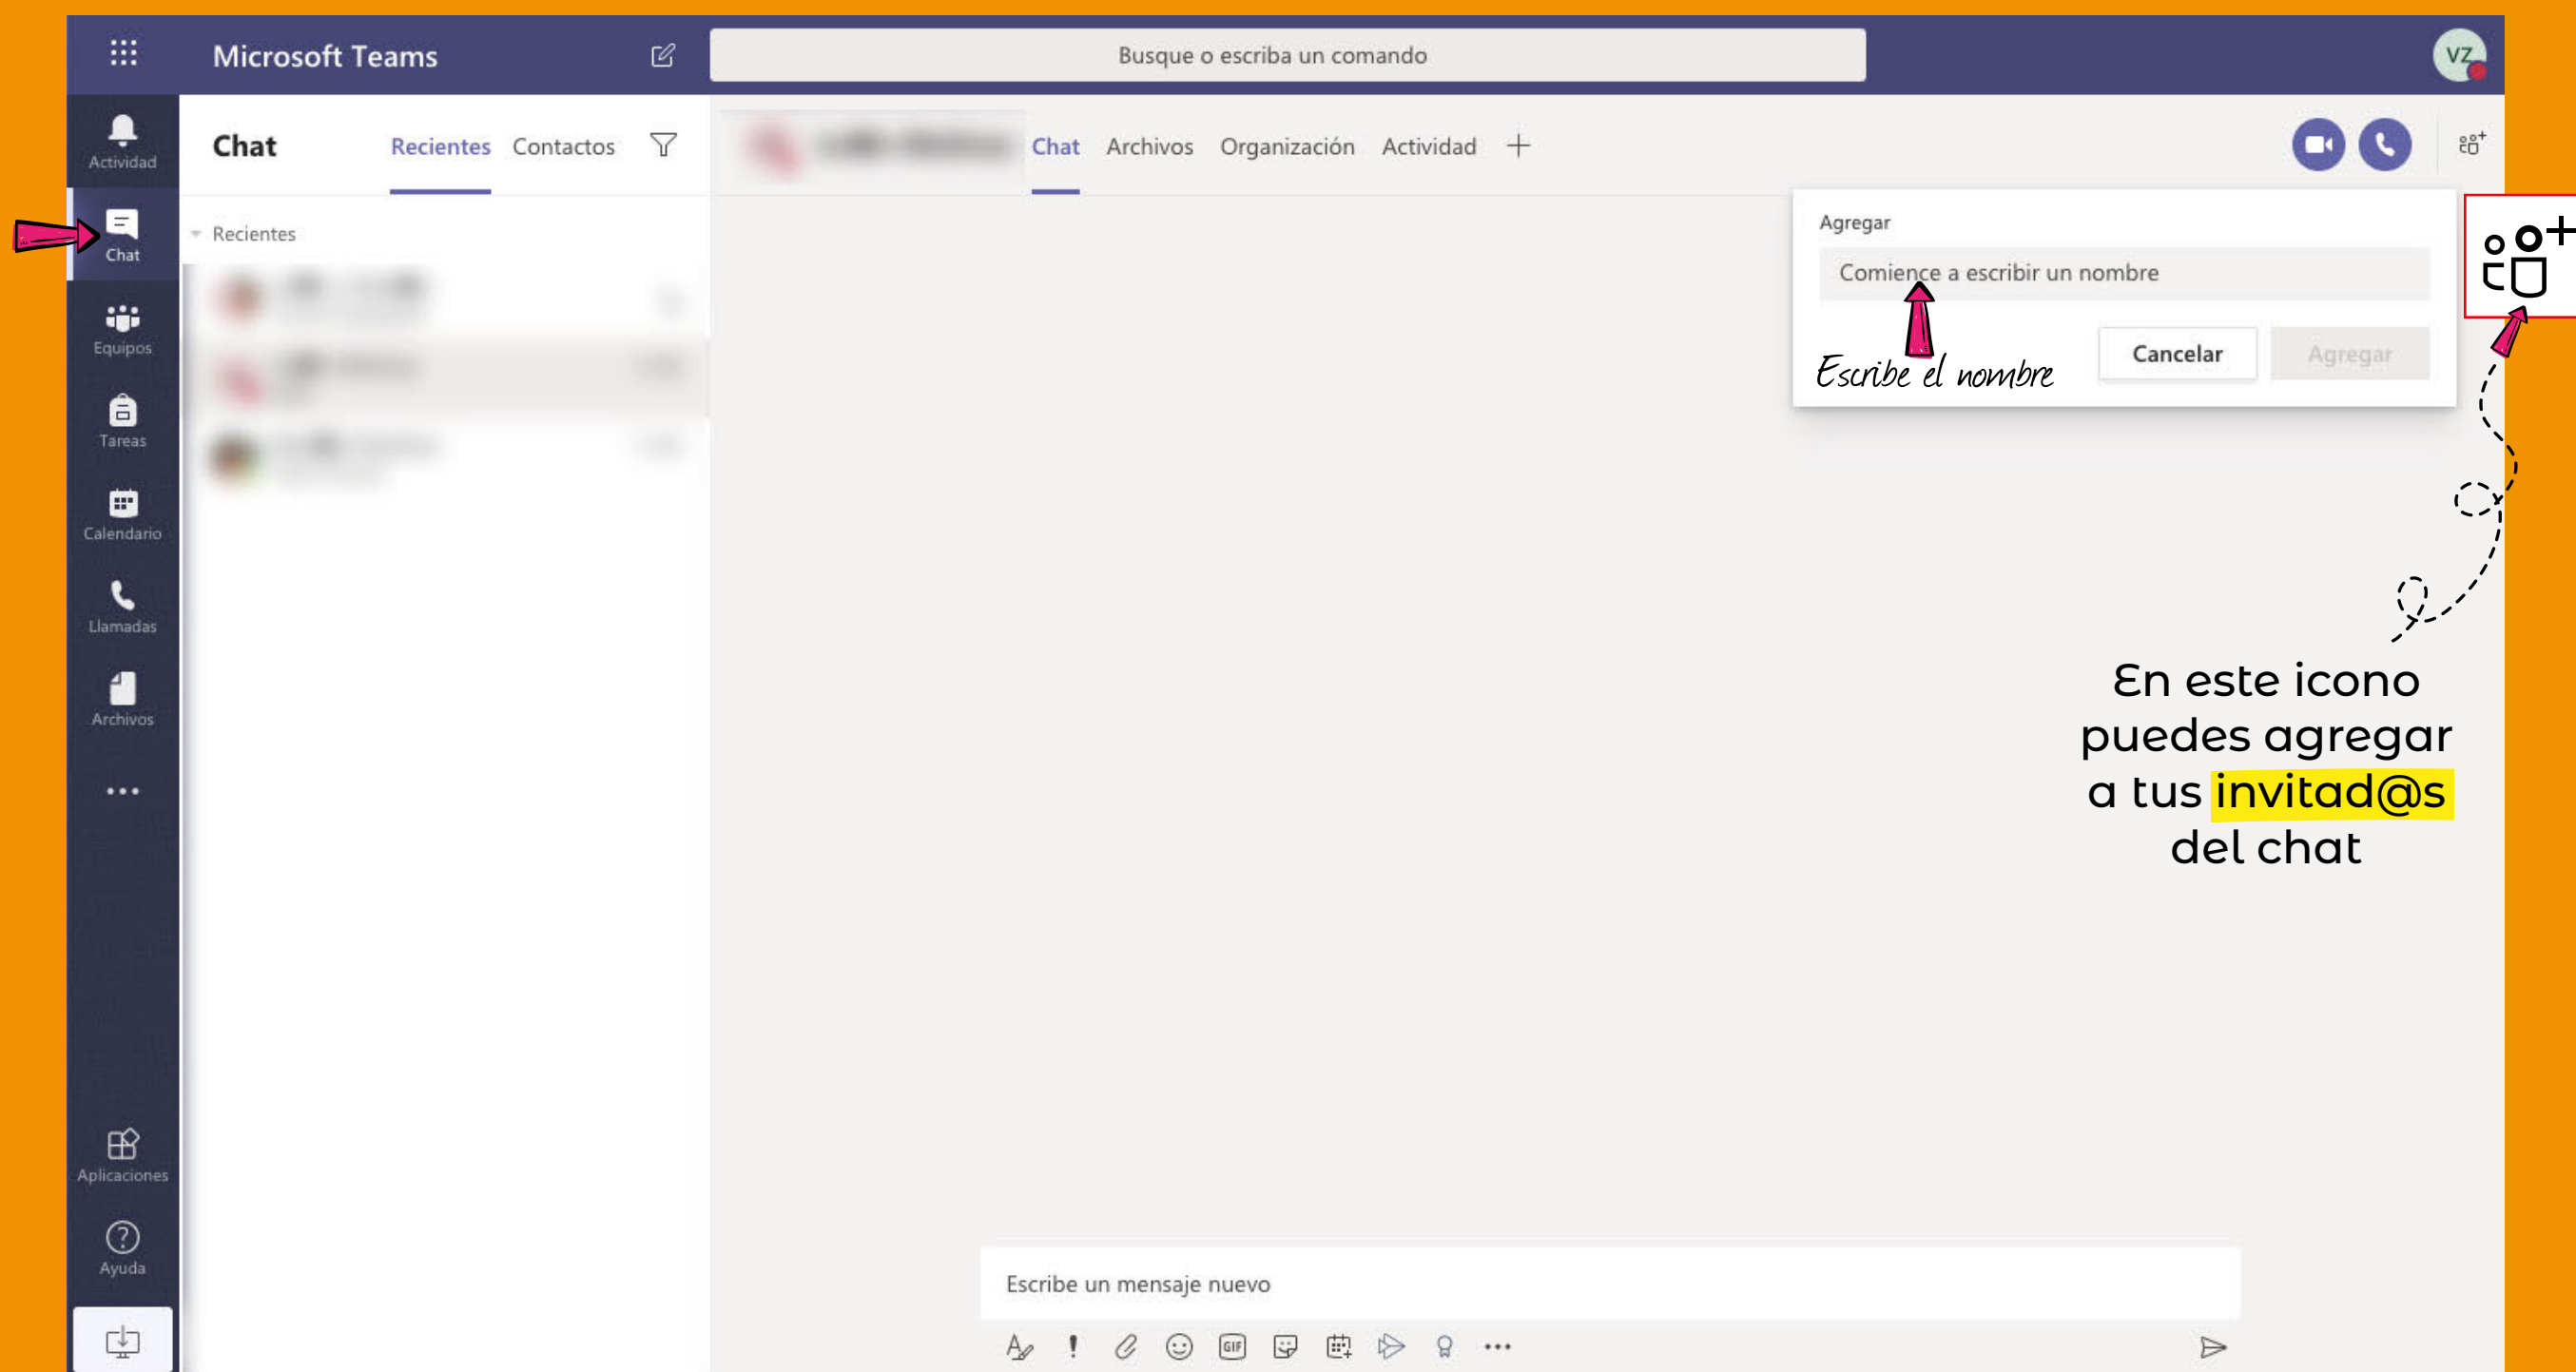 Microsoft Teams
Busque o escriba un comando
VZ
Actividad
Chat
Recientes Contactos
Chat Archivos Organización Actividad
Chat
Recientes
Agregar
Comience a escribir un nombre
Escribe el nombre
Cancelar
Agregar
Equipos
Tareas
Calendario
Llamadas
Archivos
En este icono
puedes agregar
a tus invitad@s
del chat
Aplicaciones
Ayuda
Escribe un mensaje nuevo
GIF